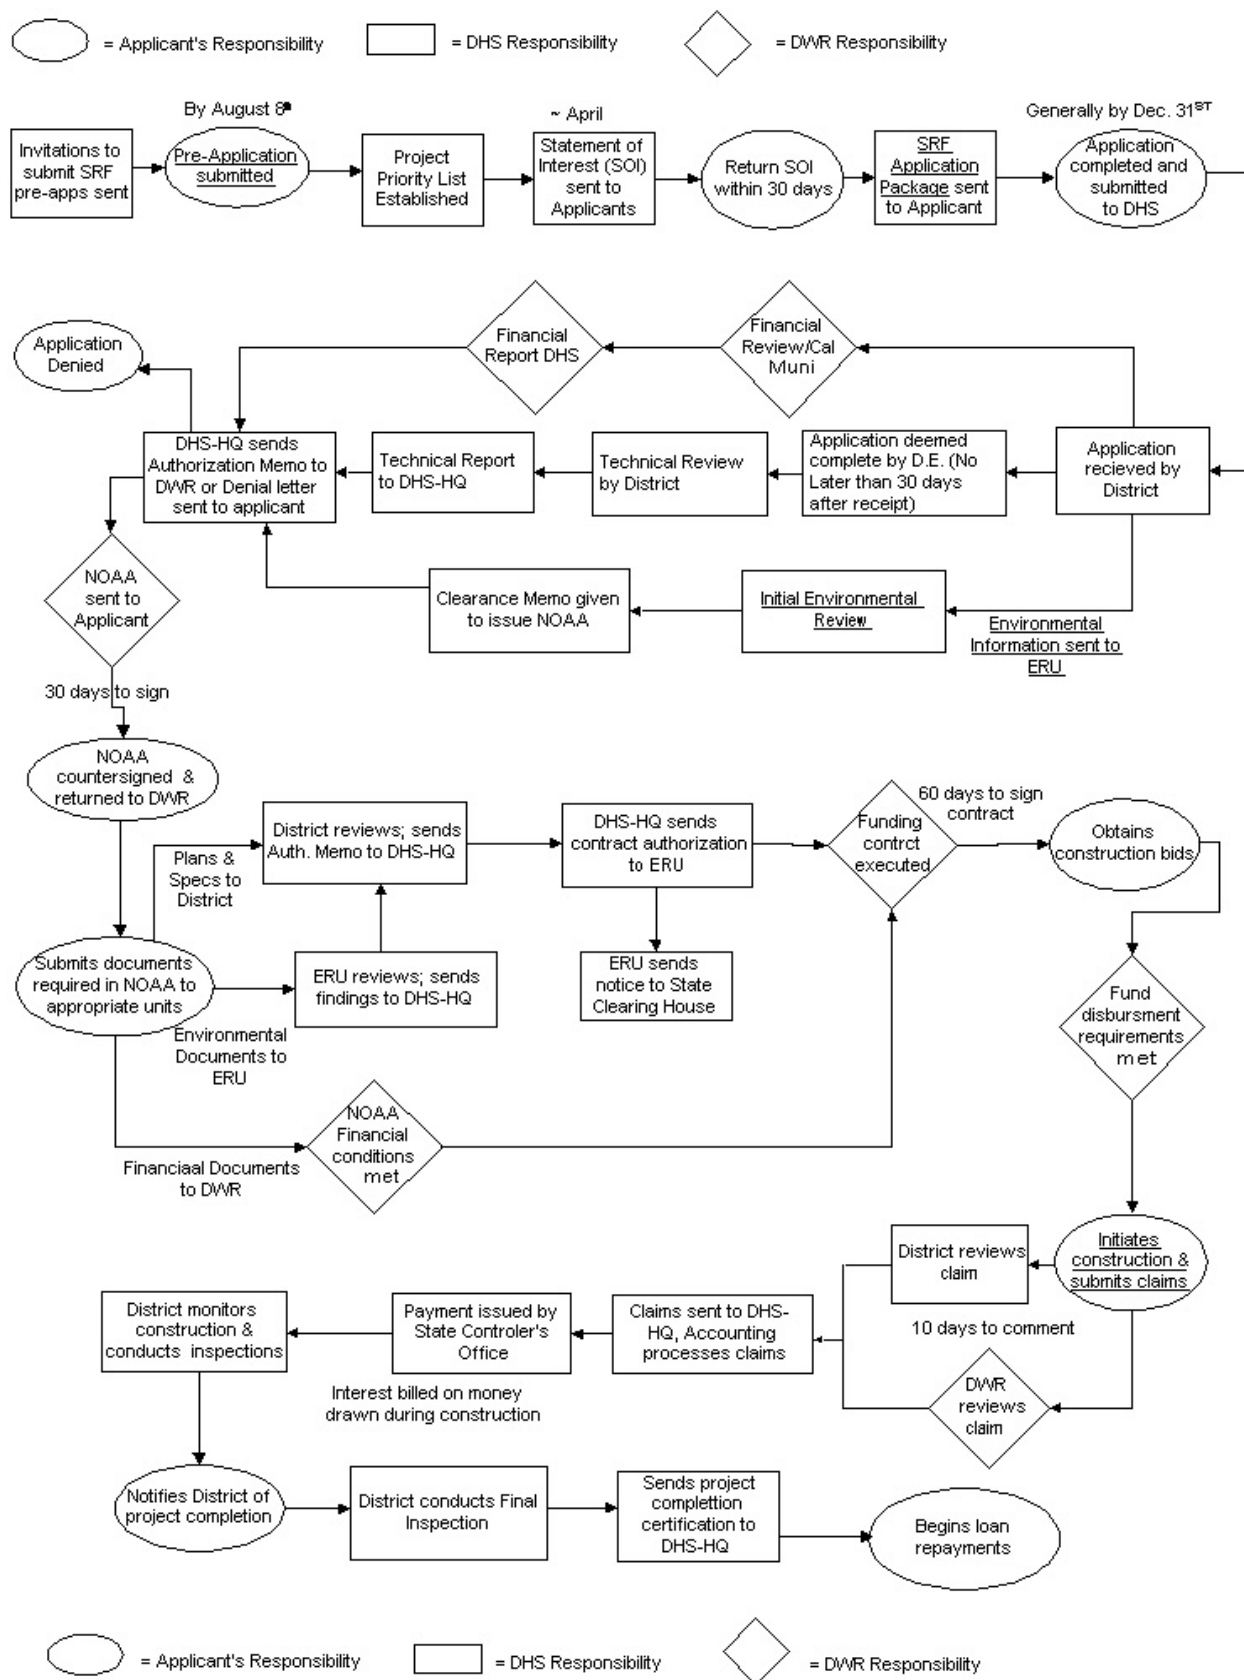 = Applicant's Responsibility
= DHS Responsibility
= DWR Responsibility
By August 8
~ April
Generally by Dec. 31ST
Invitations to
submit SRF
pre-apps sent
Pre-Application
submitted
Project
Priority List
Established
Statement of
Interest (SOI)
sent to
Applicants
Return SOI
within 30 days
SRF
Application
Package sent
to Applicant
Application
completed and
submitted
to DHS
Application
Denied
Financial
Report DHS
Financial
Review/Cal
Muni
DHS-HQ sends
Authorization Memo to
DWR or Denial letter
sent to applicant
Technical Report
to DHS-HQ
Technical Review
by District
Application deemed
complete by D.E. (No
Later than 30 days
after receipt)
Application
recieved by
District
NOAA
sent to
Applicant
Clearance Memo given
to issue NOAA
Initial Environmental
Review
Environmental
Information sent to
ERU
30 days to sign
NOAA
countersigned &
returned to DWR
Plans &
Specs to
District
District reviews; sends
Auth. Memo to DHS-HQ
DHS-HQ sends
contract authorization
to ERU
Funding
contrct
executed
60 days to sign
contract
Obtains
construction bids
Submits documents
required in NOAA to
appropriate units
ERU reviews; sends
findings to DHS-HQ
ERU sends
notice to State
Clearing House
Fund
disbursment
requirements
met
Environmental
Documents to
ERU
NOAA
Financial
conditions
met
Financiaal Documents
to DWR
Initiates
construction &
submits claims
District reviews
claim
10 days to comment
DWR
reviews
claim
Claims sent to DHS-
HQ, Accounting
processes claims
Payment issued by
State Controler's
Office
District monitors
construction &
conducts inspections
Interest billed on money
drawn during construction
Notifies District of
project completion
District conducts Final
Inspection
Sends project
complettion
certification to
DHS-HQ
Begins loan
repayments
= Applicant's Responsibility
= DHS Responsibility
= DWR Responsibility